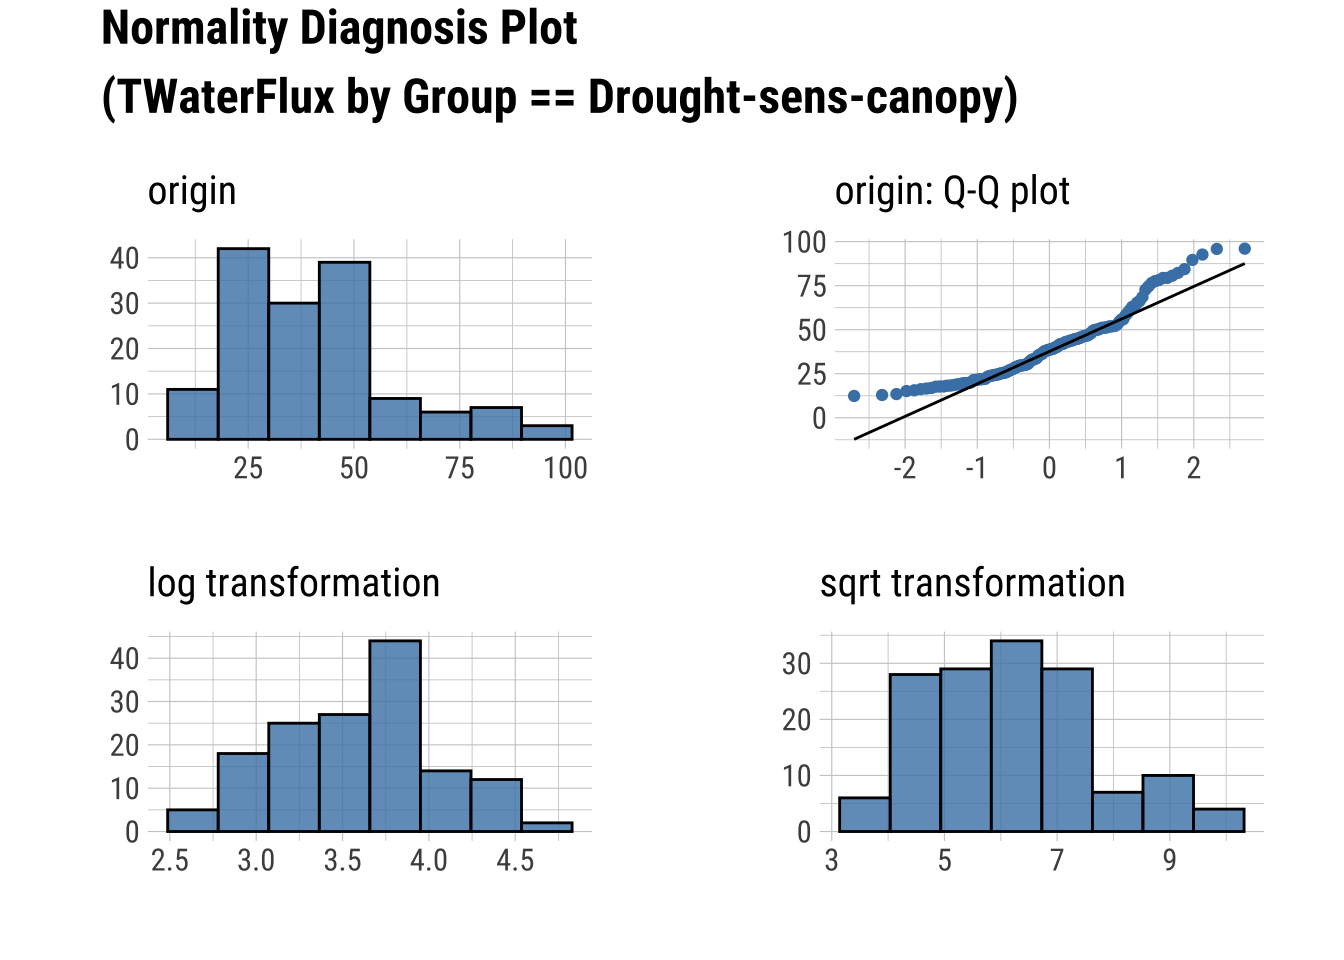 Normality Diagnosis Plot
(TWaterFlux by Group == Drought-sens-canopy)
origin
40
30
20
10
0
25 50 75 100
origin: Q-Q plot
100
75
50
25
0
-2 -1 0 1 2
log transformation
40
30
20
10
0
2.5 3.0 3.5 4.0 4.5
sqrt transformation
30
20
10
0
3 5 7 9